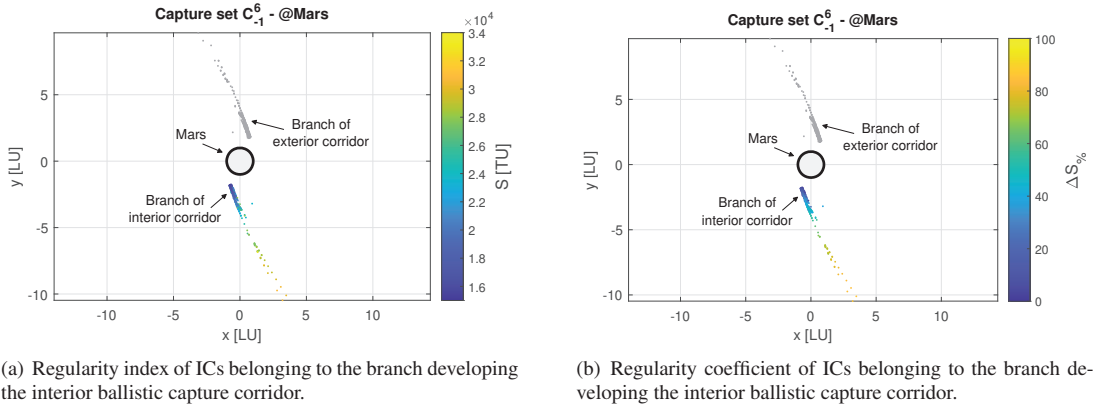 Capture set C_{-1}^{6} - @Mars
×10^4
3.4
3.2
3
2.8
2.6
2.4
2.2
2
1.8
1.6
S [TU]
5
0
-5
-10
y [LU]
-10 -5 0 5 10
x [LU]
Mars
Branch of
exterior corridor
Branch of
interior corridor
(a) Regularity index of ICs belonging to the branch developing
the interior ballistic capture corridor.
Capture set C_{-1}^{6} - @Mars
100
80
60
40
20
0
ΔS_%
5
0
-5
-10
y [LU]
-10 -5 0 5 10
x [LU]
Mars
Branch of
exterior corridor
Branch of
interior corridor
(b) Regularity coefficient of ICs belonging to the branch de-
veloping the interior ballistic capture corridor.